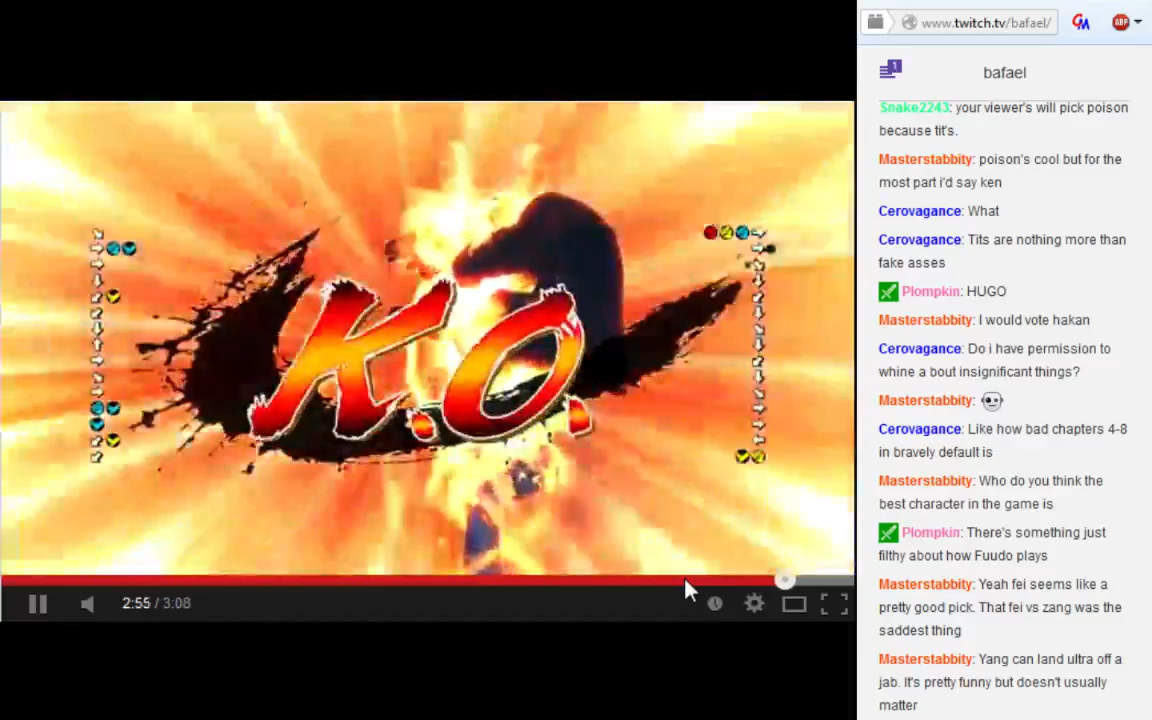 www.twitch.tv/bafael/
GM
ABP
1
bafael
Snake2243: your viewer's will pick poison
because tit's.
Masterstabbity: poison's cool but for the
most part i'd say ken
Cerovagance: What
Cerovagance: Tits are nothing more than
fake asses
Plompkin: HUGO
Masterstabbity: I would vote hakan
Cerovagance: Do i have permission to
whine a bout insignificant things?
Masterstabbity:
Cerovagance: Like how bad chapters 4-8
in bravely default is
Masterstabbity: Who do you think the
best character in the game is
Plompkin: There's something just
filthy about how Fuudo plays
Masterstabbity: Yeah fei seems like a
pretty good pick. That fei vs zang was the
saddest thing
Masterstabbity: Yang can land ultra off a
jab. It's pretty funny but doesn't usually
matter
K.O.
2:55 / 3:08